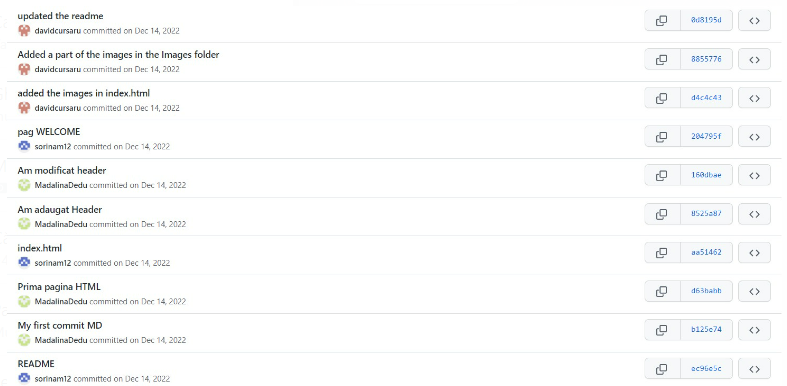 updated the readme
0d8195d
davidcursaru committed on Dec 14, 2022
Added a part of the images in the Images folder
8855776
davidcursaru committed on Dec 14, 2022
added the images in index.html
d4c4c43
davidcursaru committed on Dec 14, 2022
pag WELCOME
204795f
sorinam12 committed on Dec 14, 2022
Am modificat header
160dbae
MadalinaDedu committed on Dec 14, 2022
Am adaugat Header
8525a87
MadalinaDedu committed on Dec 14, 2022
index.html
aa51462
sorinam12 committed on Dec 14, 2022
Prima pagina HTML
d63babb
MadalinaDedu committed on Dec 14, 2022
My first commit MD
b125e74
MadalinaDedu committed on Dec 14, 2022
README
sorinam12 committed on Dec 14, 2022